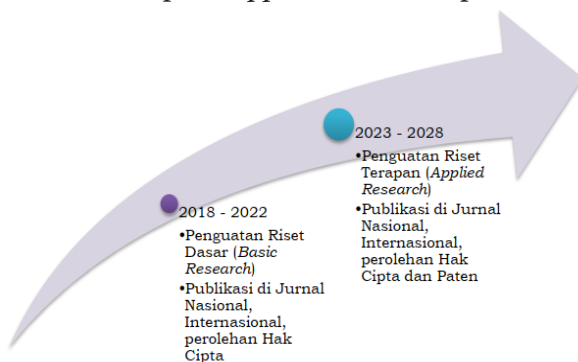 2018 - 2022
•Penguatan Riset
Dasar (Basic
Research)
•Publikasi di Jurnal
Nasional,
Internasional,
perolehan Hak
Cipta
2023 - 2028
•Penguatan Riset
Terapan (Applied
Research)
•Publikasi di Jurnal
Nasional,
Internasional,
perolehan Hak
Cipta dan Paten